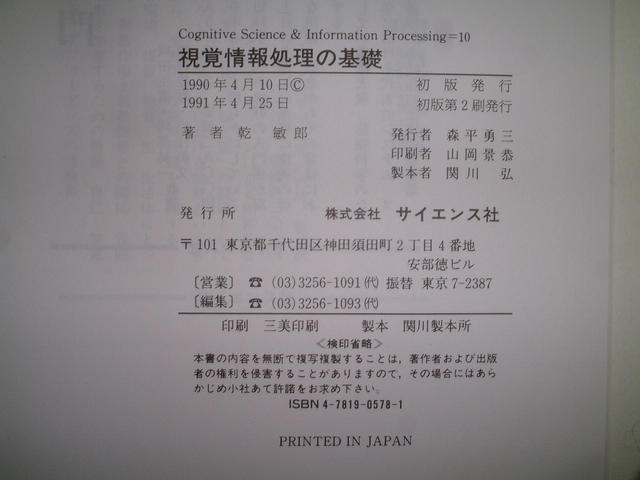 Cognitive Science & Information Processing=10
視覚情報処理の基礎
1990年4月10日Ⓒ 初版発行
1991年4月25日 初版第2刷発行
著者 乾 敏郎 発行者 森平勇三
印刷者 山岡景恭
製本者 関川 弘
発行所 株式会社 サイエンス社
〒101 東京都千代田区神田須田町2丁目4番地
安部徳ビル
〔営業〕 ☎ (03)3256-1091㈹ 振替 東京7-2387
〔編集〕 ☎ (03)3256-1093㈹
印刷 三美印刷 製本 関川製本所
≪検印省略≫
本書の内容を無断で複写複製することは,著作者および出版
者の権利を侵害することがありますので,その場合にはあら
かじめ小社あて許諾をお求め下さい。
ISBN 4-7819-0578-1
PRINTED IN JAPAN